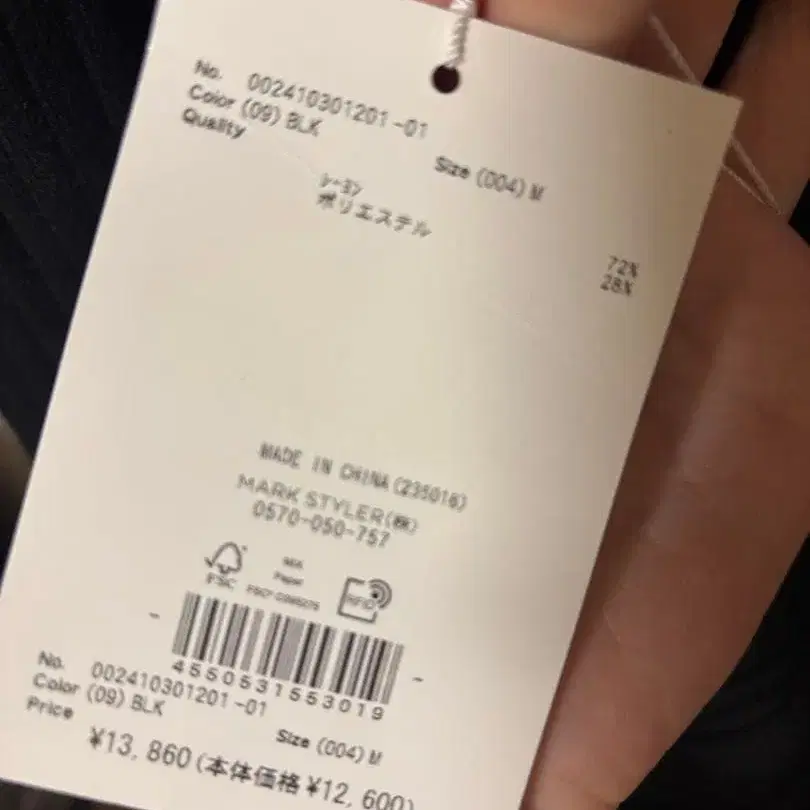 No. 002410301201-01
Color (09) BLK
Size (004) M
Quality
レーヨン 72%
ポリエステル 28%
MADE IN CHINA(235016)
MARK STYLER(株)
0570-050-757
FSC
MIX
Paper
RFID
4550531553019
No. 002410301201-01
Color (09) BLK
Size (004) M
Price
¥13,860(本体価格¥12,600)